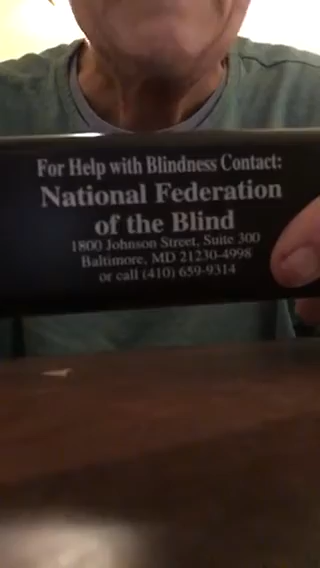 For Help with Blindness Contact:
National Federation
of the Blind
1800 Johnson Street, Suite 300
Baltimore, MD 21230-4998
or call (410) 659-9314